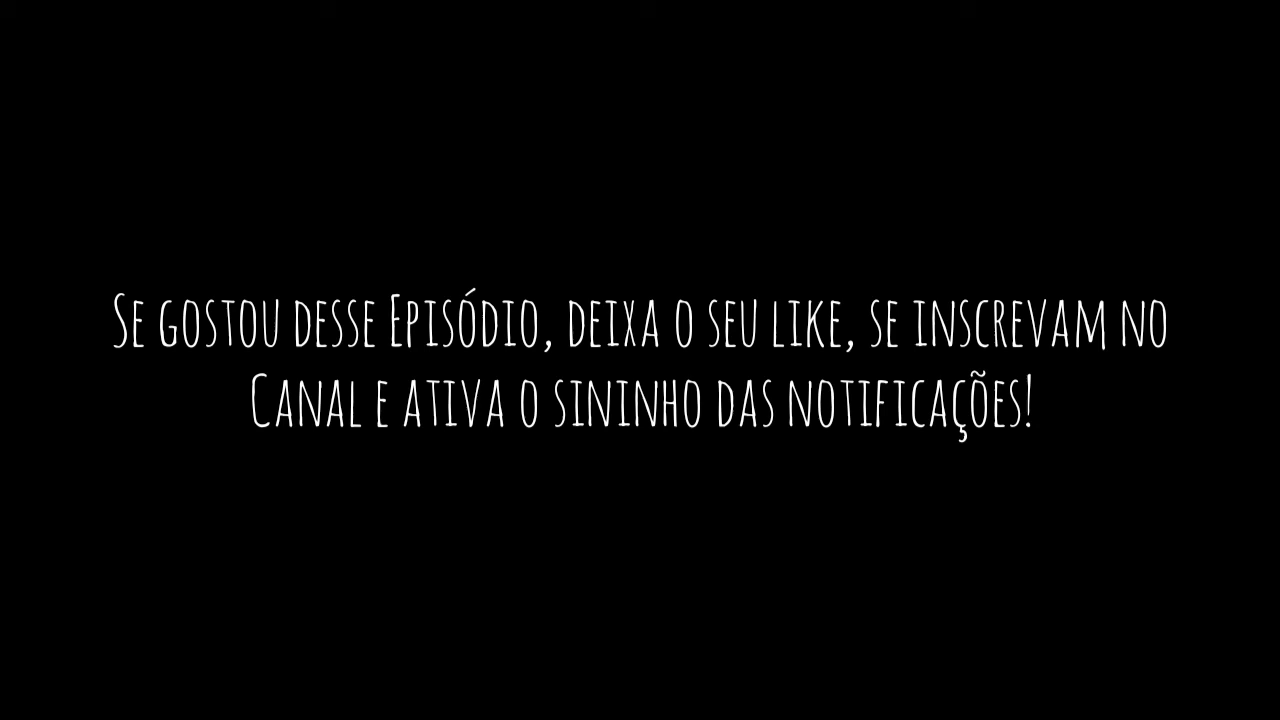 Se gostou desse Episódio, deixa o seu like, se inscrevam no
Canal e ativa o sininho das notificações!